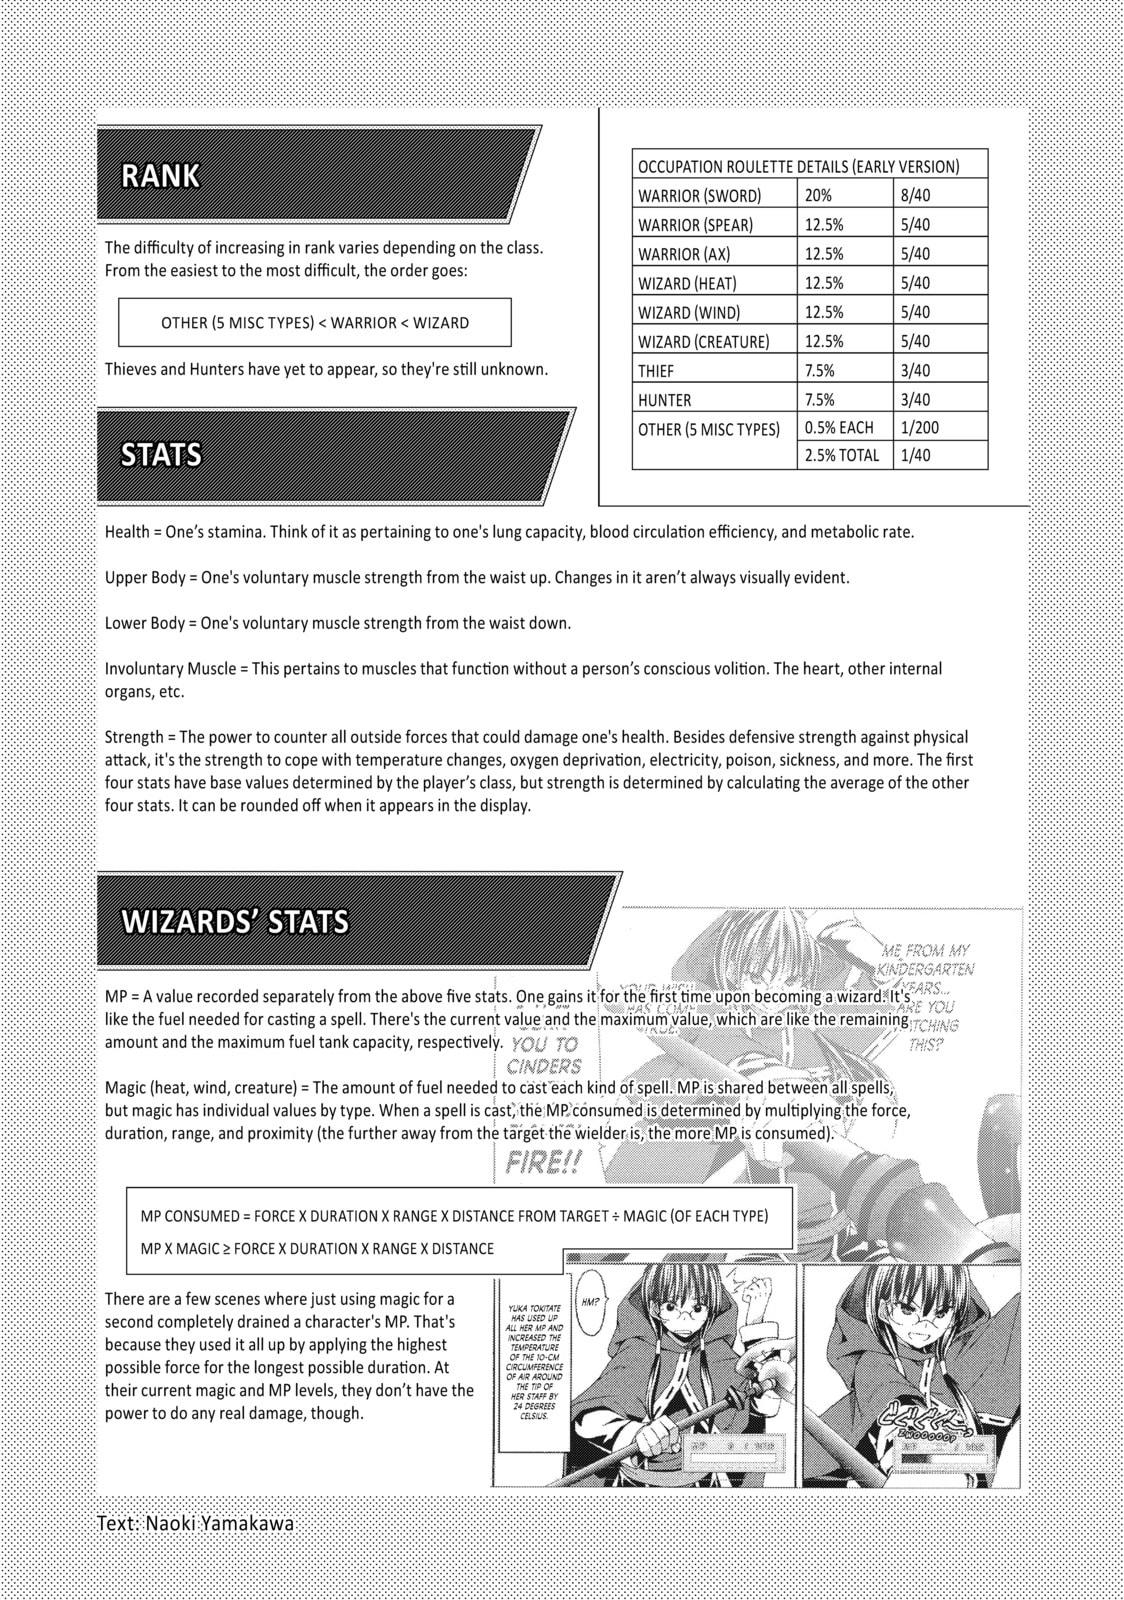 RANK
The difficulty of increasing in rank varies depending on the class.
From the easiest to the most difficult, the order goes:
OTHER (5 MISC TYPES) < WARRIOR < WIZARD
Thieves and Hunters have yet to appear, so they're still unknown.
OCCUPATION ROULETTE DETAILS (EARLY VERSION)
WARRIOR (SWORD) 20% 8/40
WARRIOR (SPEAR) 12.5% 5/40
WARRIOR (AX) 12.5% 5/40
WIZARD (HEAT) 12.5% 5/40
WIZARD (WIND) 12.5% 5/40
WIZARD (CREATURE) 12.5% 5/40
THIEF 7.5% 3/40
HUNTER 7.5% 3/40
OTHER (5 MISC TYPES) 0.5% EACH 1/200
2.5% TOTAL 1/40
STATS
Health = One’s stamina. Think of it as pertaining to one's lung capacity, blood circulation efficiency, and metabolic rate.
Upper Body = One's voluntary muscle strength from the waist up. Changes in it aren’t always visually evident.
Lower Body = One's voluntary muscle strength from the waist down.
Involuntary Muscle = This pertains to muscles that function without a person’s conscious volition. The heart, other internal
organs, etc.
Strength = The power to counter all outside forces that could damage one's health. Besides defensive strength against physical
attack, it's the strength to cope with temperature changes, oxygen deprivation, electricity, poison, sickness, and more. The first
four stats have base values determined by the player’s class, but strength is determined by calculating the average of the other
four stats. It can be rounded off when it appears in the display.
WIZARDS’ STATS
MP = A value recorded separately from the above five stats. One gains it for the first time upon becoming a wizard. It's
like the fuel needed for casting a spell. There's the current value and the maximum value, which are like the remaining
amount and the maximum fuel tank capacity, respectively.
Magic (heat, wind, creature) = The amount of fuel needed to cast each kind of spell. MP is shared between all spells,
but magic has individual values by type. When a spell is cast, the MP consumed is determined by multiplying the force,
duration, range, and proximity (the further away from the target the wielder is, the more MP is consumed).
ME FROM MY
KINDERGARTEN
YEARS...
ARE YOU
WATCHING
THIS?
YOUR WISH
HAS COME
TRUE!
YOU TO
CINDERS
FIRE!!
MP CONSUMED = FORCE X DURATION X RANGE X DISTANCE FROM TARGET ÷ MAGIC (OF EACH TYPE)
MP X MAGIC ≥ FORCE X DURATION X RANGE X DISTANCE
There are a few scenes where just using magic for a
second completely drained a character's MP. That's
because they used it all up by applying the highest
possible force for the longest possible duration. At
their current magic and MP levels, they don’t have the
power to do any real damage, though.
YUKA TOKITATE
HAS USED UP
ALL HER MP AND
INCREASED THE
TEMPERATURE
OF THE 10-CM
CIRCUMFERENCE
OF AIR AROUND
THE TIP OF
HER STAFF BY
24 DEGREES
CELSIUS.
HM?
ZWOOOOOP
MP
Text: Naoki Yamakawa